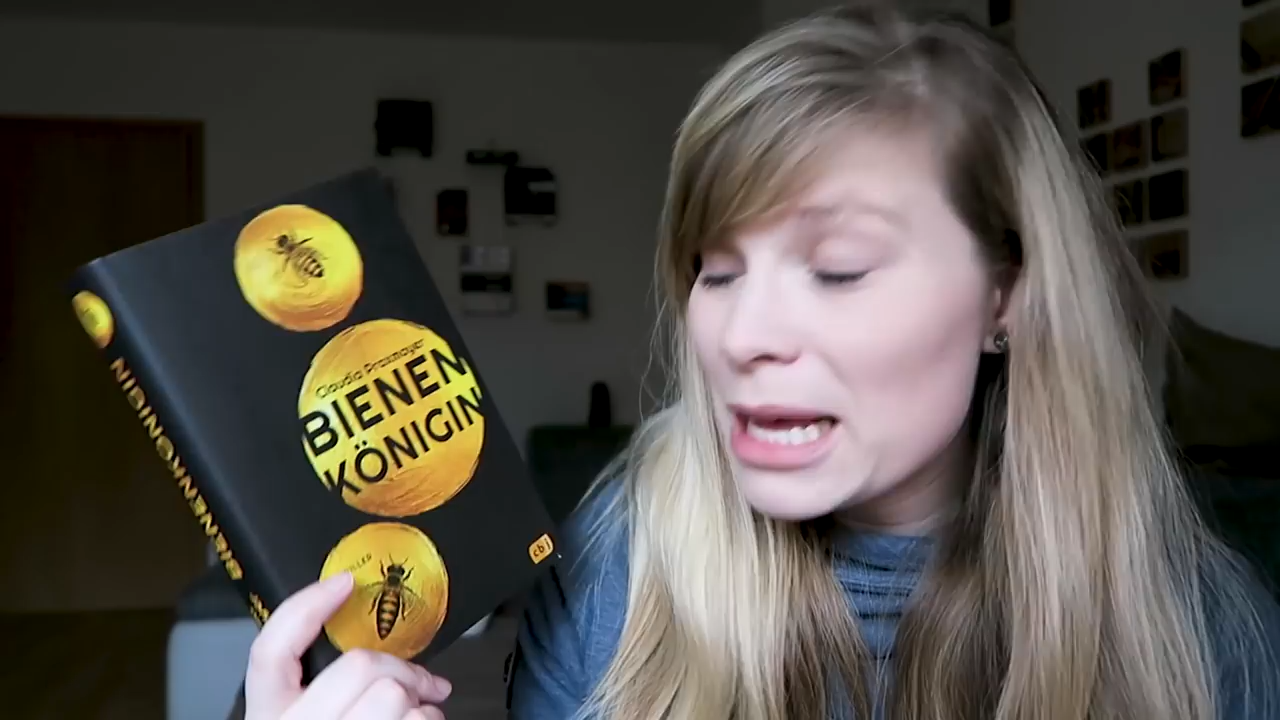 Claudia Praxmayer
BIENEN
KÖNIGIN
cbj
BIENENKÖNIGIN